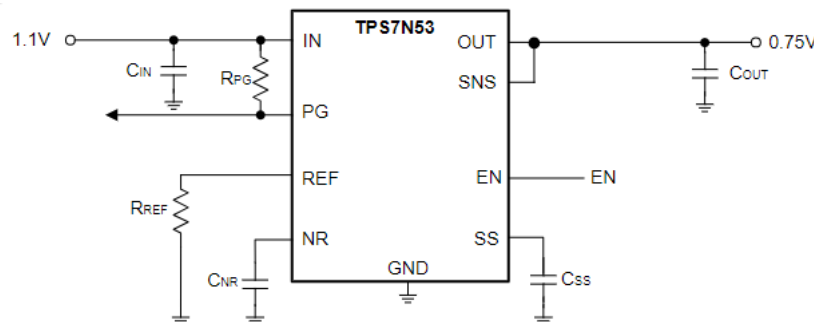 TPS7N53
1.1V
IN
OUT
0.75V
CIN
RPG
SNS
COUT
PG
REF
EN
EN
RREF
NR
SS
CNR
GND
CSS